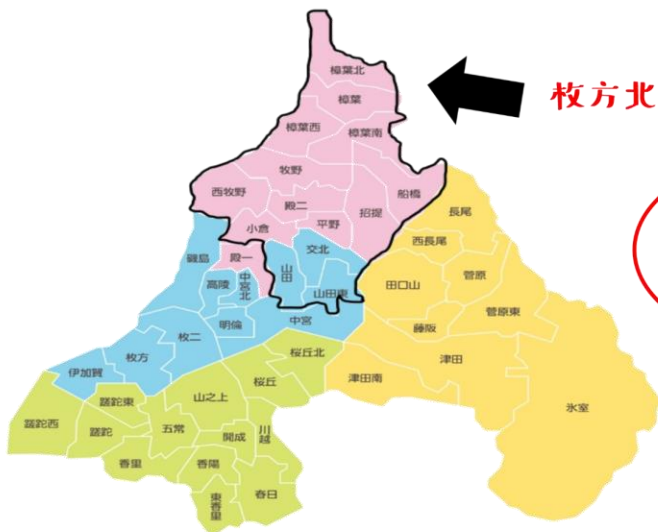 樟葉北
樟葉
枚方北
樟葉西
樟葉南
牧野
西牧野
殿二
船橋
招提
小倉
平野
長尾
磯島
殿一
交北
西長尾
山田
高陵
中宮北
山田東
田口山
菅原
菅原東
明倫
中宮
藤阪
枚二
枚方
伊加賀
桜丘北
津田
桜丘
津田南
蹉跎東
山之上
氷室
蹉跎西
蹉跎
五常
開成
川越
香里
香陽
東香里
春日